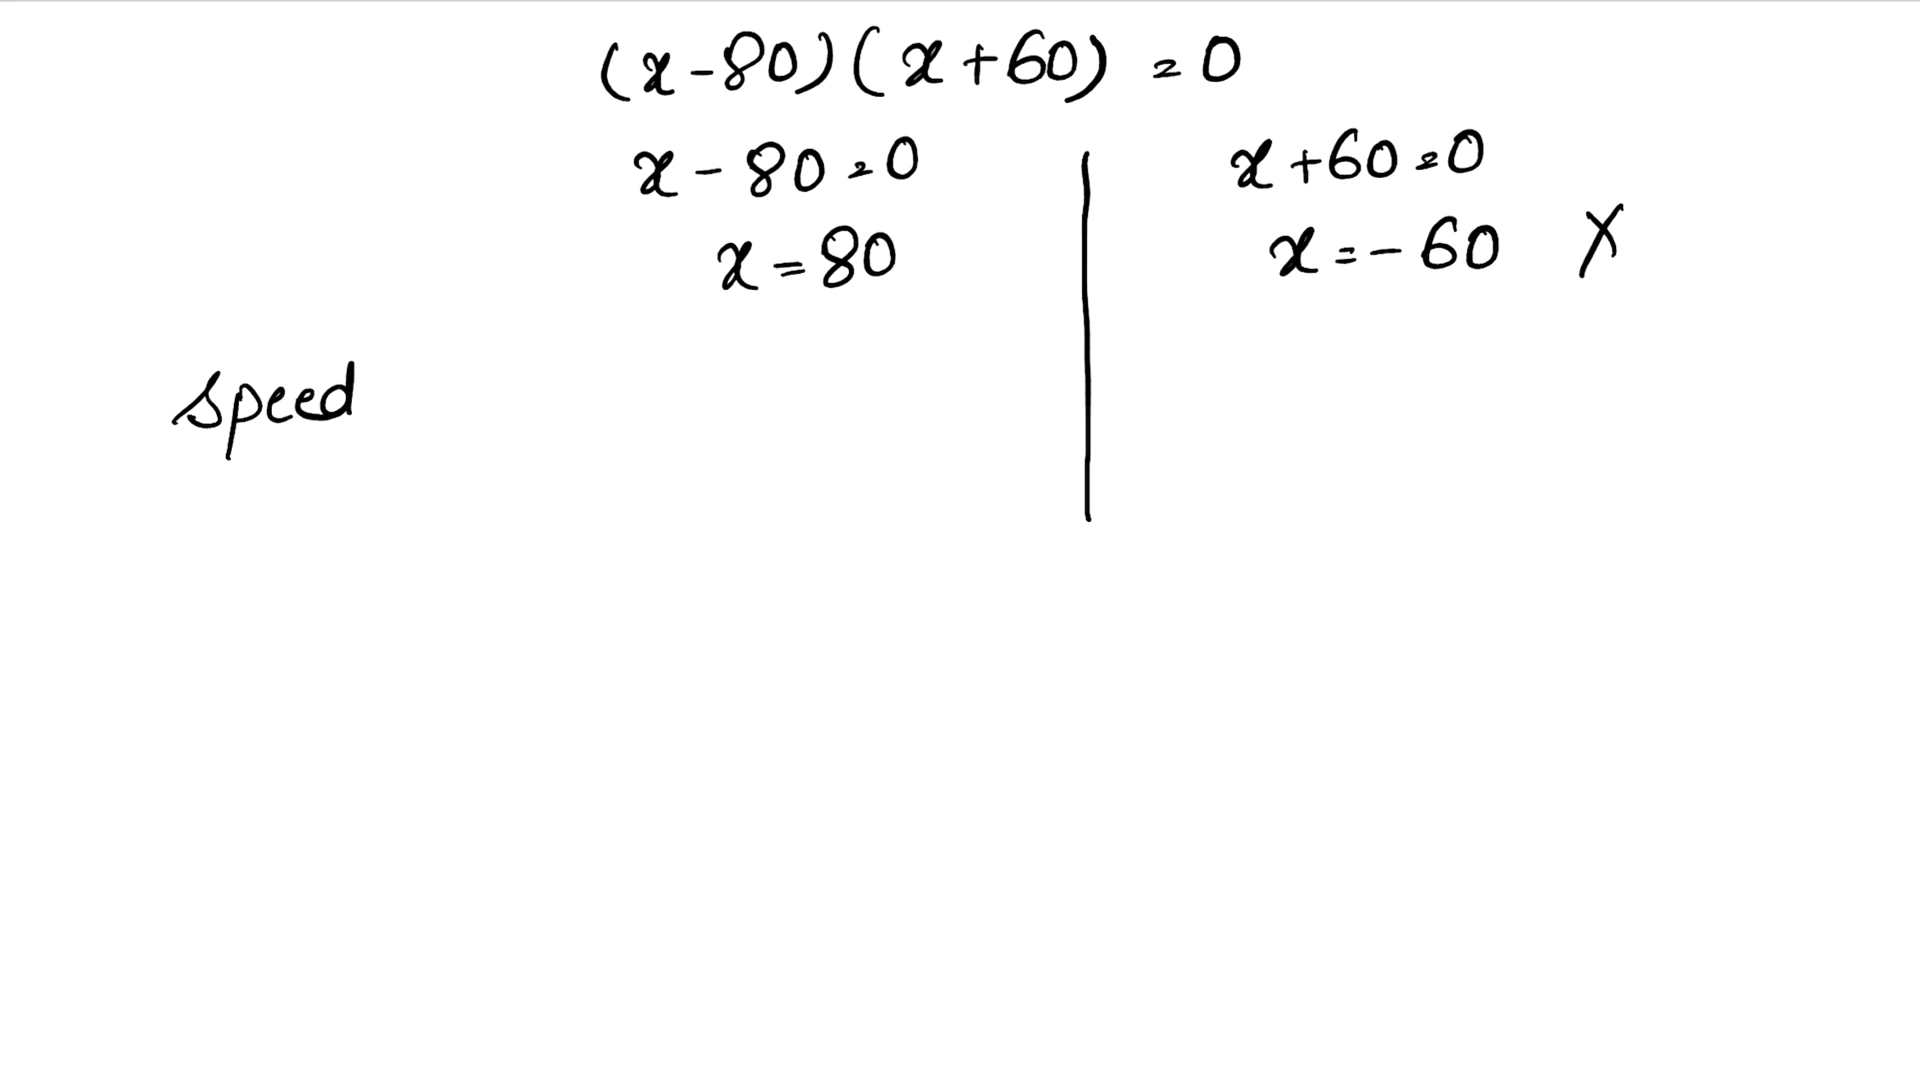 (x-80)(x+60) = 0
x - 80 = 0
x = 80
x + 60 = 0
x = - 60 X
speed